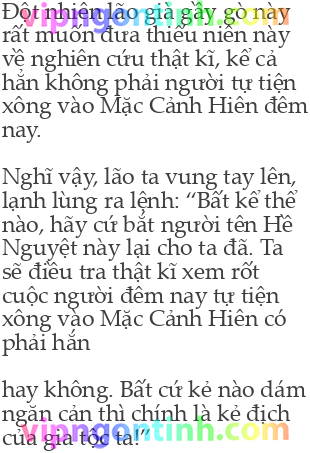 Đột nhiên lão già gầy gò này
rất muốn đưa thiếu niên này
về nghiên cứu thật kĩ, kể cả
hắn không phải người tự tiện
xông vào Mặc Cảnh Hiên đêm
nay.
Nghĩ vậy, lão ta vung tay lên,
lạnh lùng ra lệnh: “Bất kể thế
nào, hãy cứ bắt người tên Hề
Nguyệt này lại cho ta đã. Ta
sẽ điều tra thật kĩ xem rốt
cuộc người đêm nay tự tiện
xông vào Mặc Cảnh Hiên có
phải hắn
hay không. Bất cứ kẻ nào dám
ngăn cản thì chính là kẻ địch
của gia tộc ta!”
vipngontinh.com
vipngontinh.com